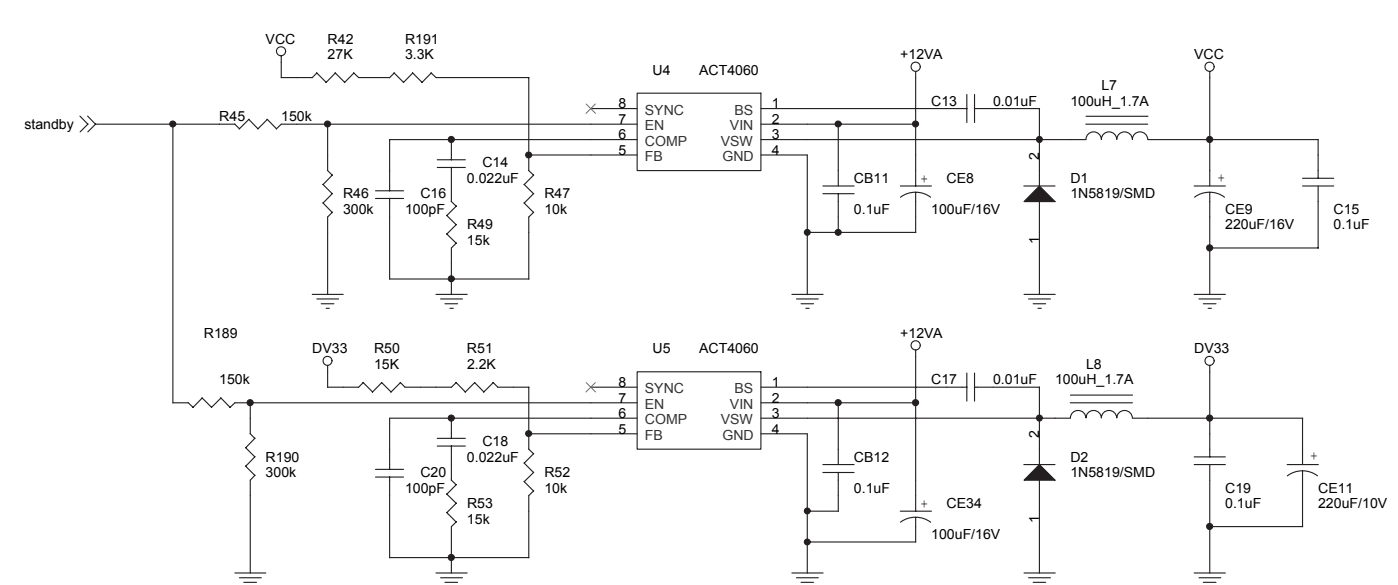 VCC
R42
27K
R191
3.3K
U4 ACT4060
+12VA
VCC
L7
100uH_1.7A
standby
R45 150k
8 SYNC
7 EN
6 COMP
5 FB
BS 1
VIN 2
VSW 3
GND 4
C13 0.01uF
C14
0.022uF
R46
300k
C16
100pF
R49
15k
R47
10k
CB11
0.1uF
+
CE8
100uF/16V
2
D1
1N5819/SMD
1
+
CE9
220uF/16V
C15
0.1uF
R189
150k
DV33
R50
15K
R51
2.2K
U5 ACT4060
+12VA
DV33
L8
100uH_1.7A
8 SYNC
7 EN
6 COMP
5 FB
BS 1
VIN 2
VSW 3
GND 4
C17 0.01uF
C18
0.022uF
R190
300k
C20
100pF
R53
15k
R52
10k
CB12
0.1uF
+
CE34
100uF/16V
2
D2
1N5819/SMD
1
C19
0.1uF
+
CE11
220uF/10V